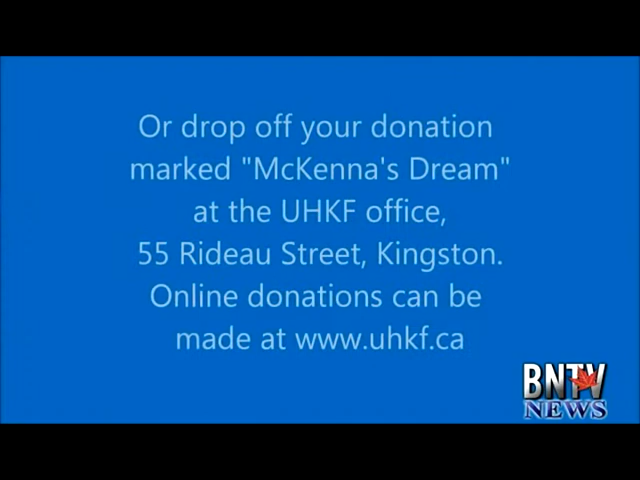 Or drop off your donation
marked "McKenna's Dream"
at the UHKF office,
55 Rideau Street, Kingston.
Online donations can be
made at www.uhkf.ca
BNTV
NEWS